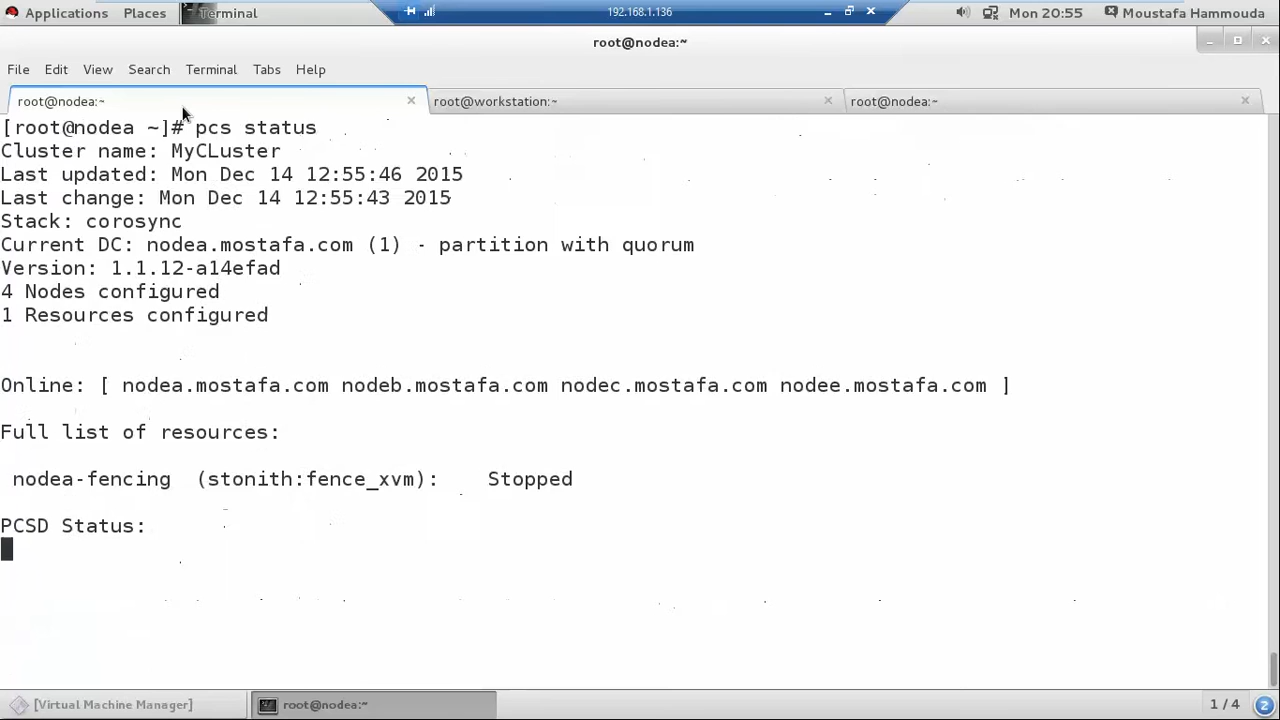 Applications Places Terminal 192.168.1.136 Mon 20:55 Moustafa Hammouda
root@nodea:~
File Edit View Search Terminal Tabs Help
root@nodea:~ root@workstation:~ root@nodea:~
[root@nodea ~]# pcs status
Cluster name: MyCLuster
Last updated: Mon Dec 14 12:55:46 2015
Last change: Mon Dec 14 12:55:43 2015
Stack: corosync
Current DC: nodea.mostafa.com (1) - partition with quorum
Version: 1.1.12-a14efad
4 Nodes configured
1 Resources configured
Online: [ nodea.mostafa.com nodeb.mostafa.com nodec.mostafa.com nodee.mostafa.com ]
Full list of resources:
nodea-fencing (stonith:fence_xvm): Stopped
PCSD Status:
[Virtual Machine Manager] root@nodea:~ 1 / 4 2